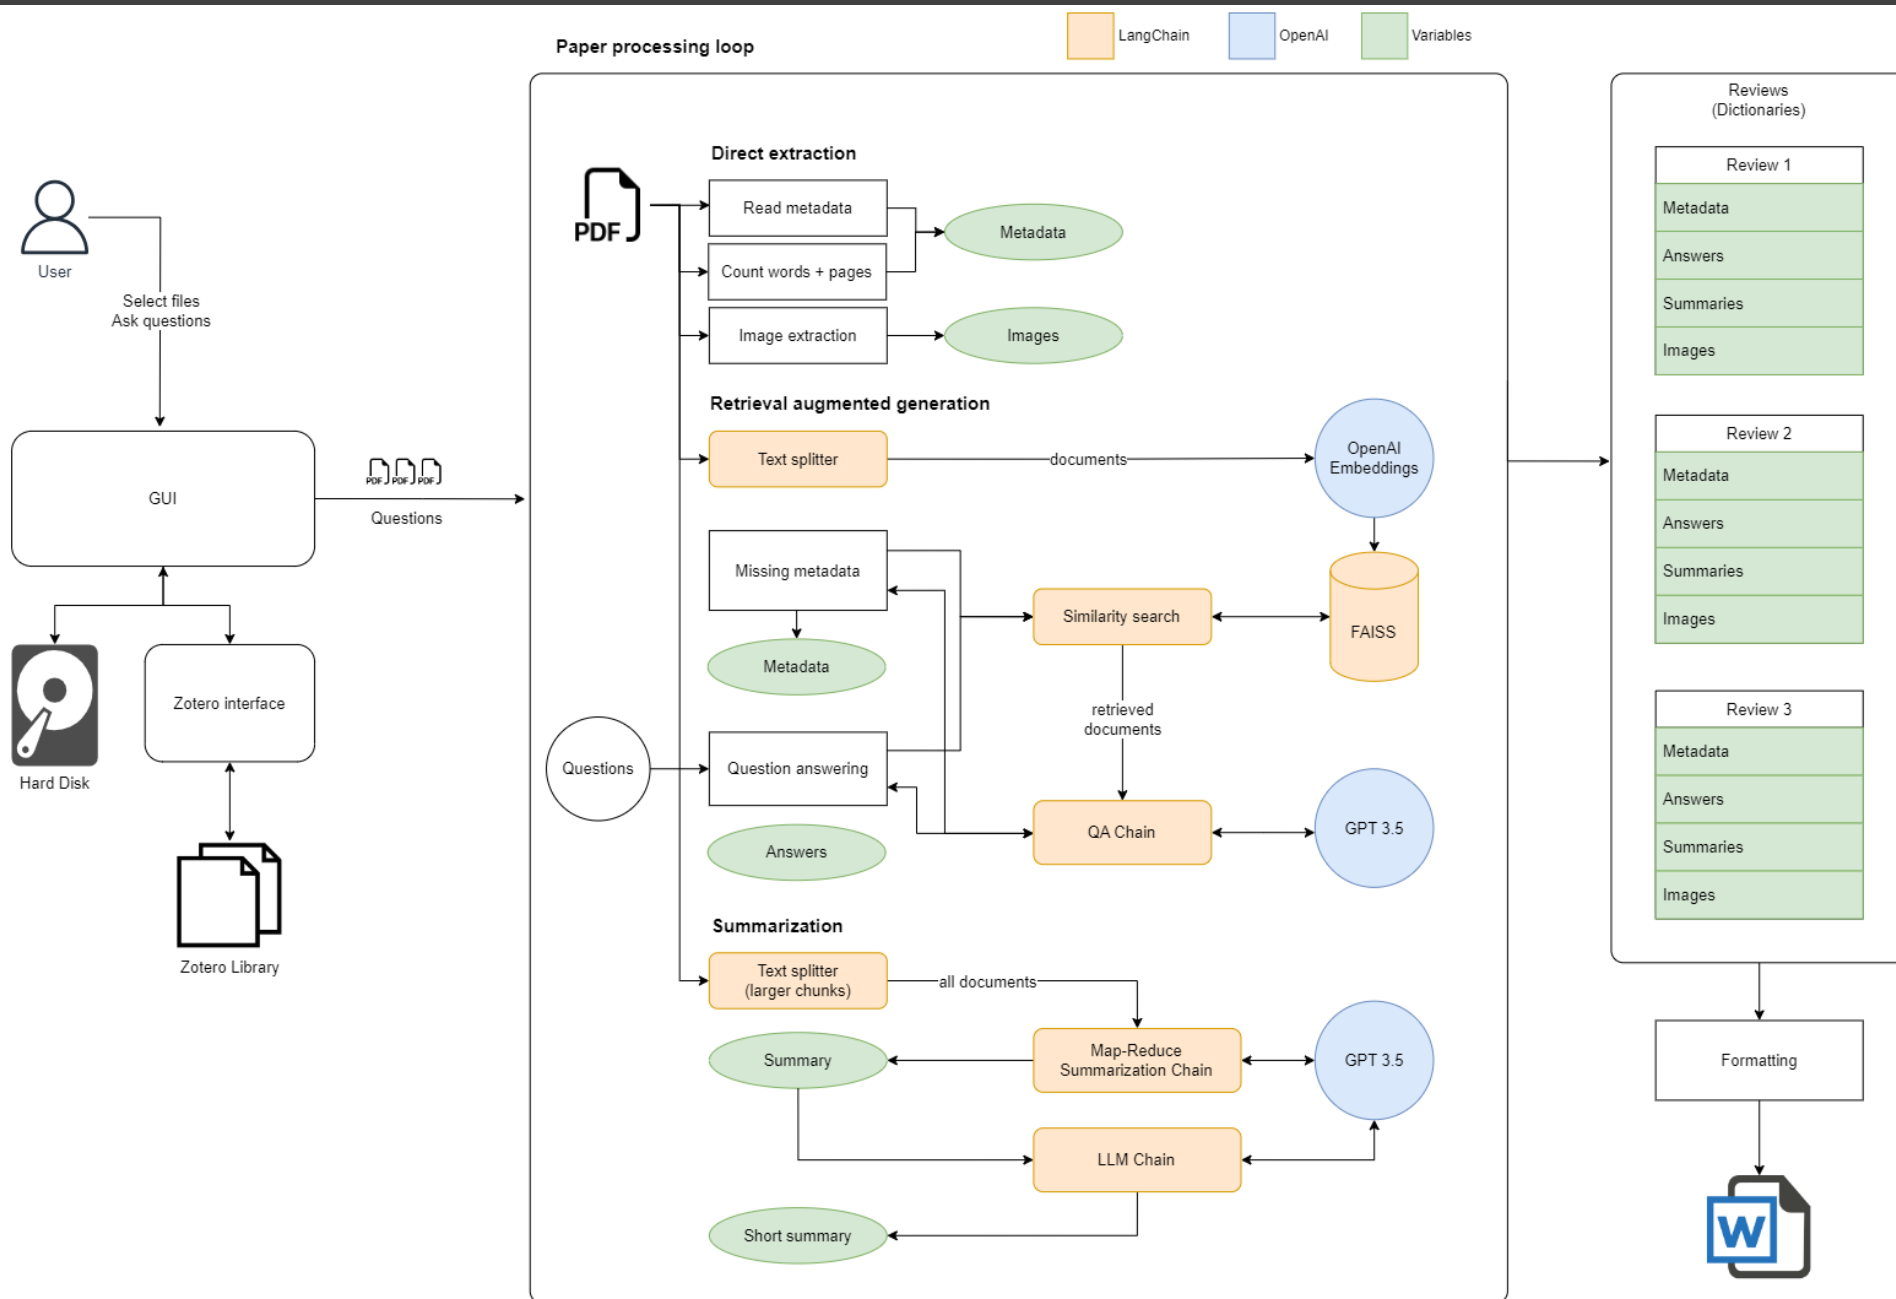 Paper processing loop
LangChain
OpenAI
Variables
User
Select files
Ask questions
GUI
PDF PDF PDF
Questions
Hard Disk
Zotero interface
Zotero Library
PDF
Direct extraction
Read metadata
Count words + pages
Metadata
Image extraction
Images
Retrieval augmented generation
Text splitter
documents
OpenAI
Embeddings
Missing metadata
Metadata
Similarity search
FAISS
retrieved
documents
Questions
Question answering
Answers
QA Chain
GPT 3.5
Summarization
Text splitter
(larger chunks)
all documents
Map-Reduce
Summarization Chain
GPT 3.5
Summary
LLM Chain
Short summary
Reviews
(Dictionaries)
Review 1
Metadata
Answers
Summaries
Images
Review 2
Metadata
Answers
Summaries
Images
Review 3
Metadata
Answers
Summaries
Images
Formatting
W